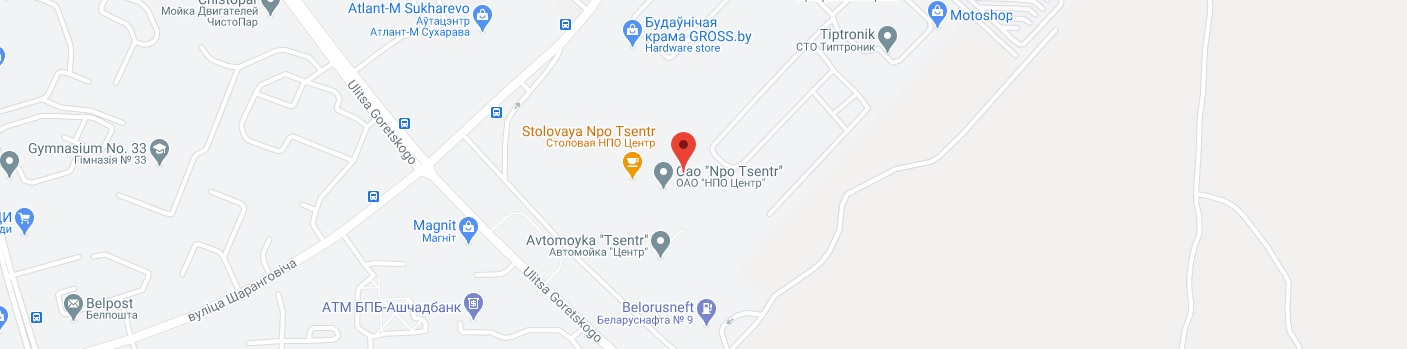 Chistopar
Мойка Двигателей
ЧистоПар
Atlant-M Sukharevo
Аўтацэнтр
Атлант-М Сухарава
Будаўнічая
крама GROSS.by
Hardware store
Tiptronik
СТО Типтроник
Motoshop
Ulitsa Goretskogo
Stolovaya Npo Tsentr
Столовая НПО Центр
Gymnasium No. 33
Гімназія № 33
Oao "Npo Tsentr"
ОАО "НПО Центр"
Magnit
Магніт
Avtomoyka "Tsentr"
Автомойка "Центр"
вуліца Шаранговіча
Ulitsa Goretskogo
Belpost
Белпошта
АТМ БПБ-Ашчадбанк
Belorusneft
Беларуснафта № 9